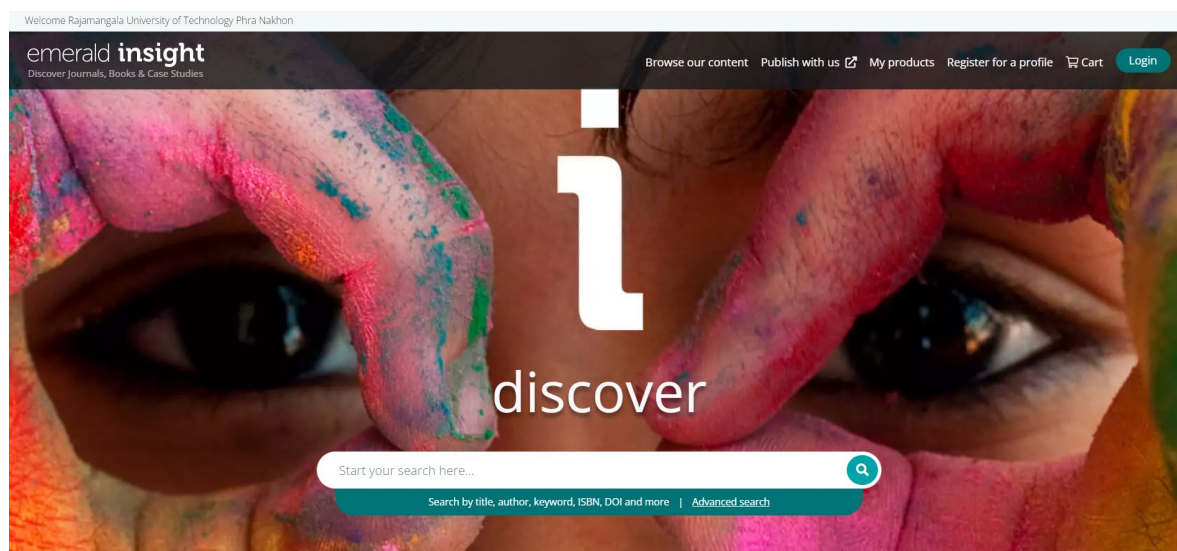 Welcome Rajamangala University of Technology Phra Nakhon
emerald insight
Discover Journals, Books & Case Studies
Browse our content Publish with us My products Register for a profile Cart Login
i
discover
Start your search here...
Search by title, author, keyword, ISBN, DOI and more | Advanced search